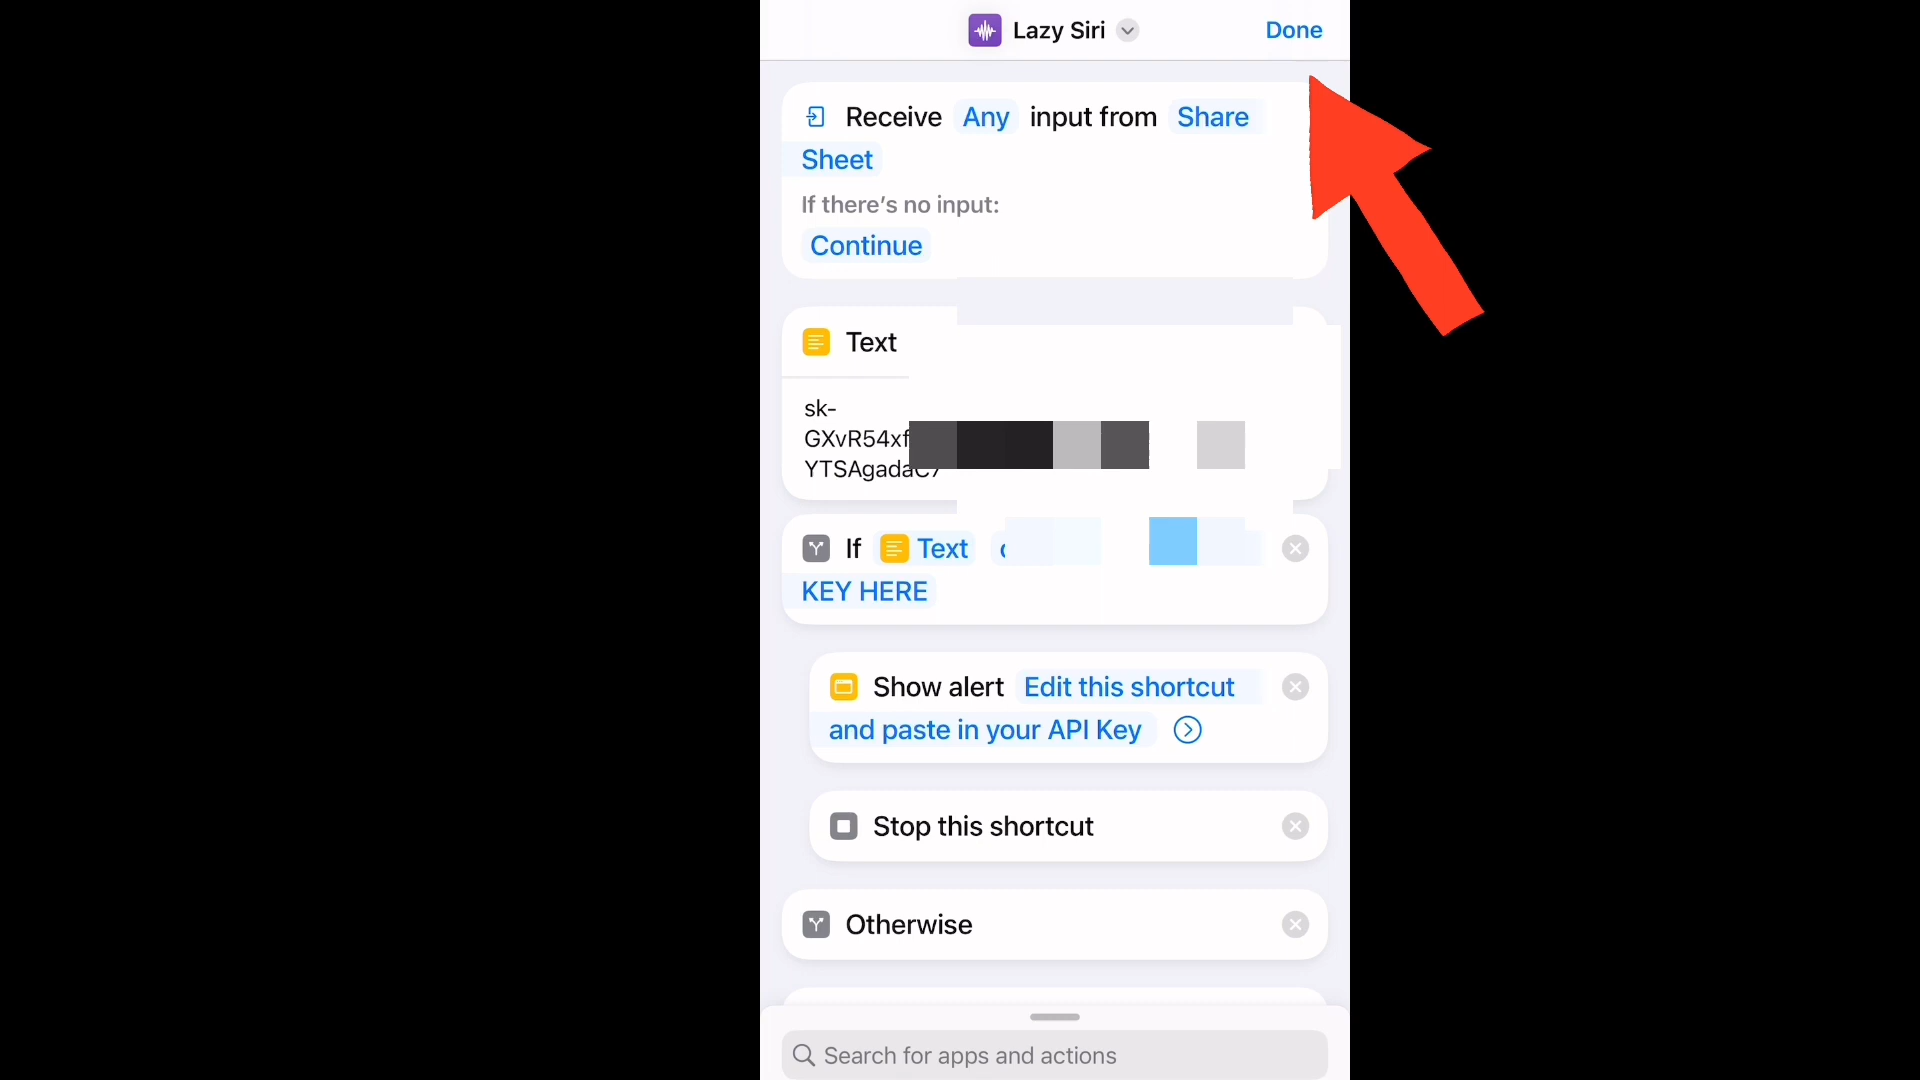 Lazy Siri
Done
Receive Any input from Share
Sheet
If there's no input:
Continue
Text
sk-
GXvR54xf
YTSAgadaC7
If Text
KEY HERE
Show alert Edit this shortcut
and paste in your API Key
Stop this shortcut
Otherwise
Search for apps and actions